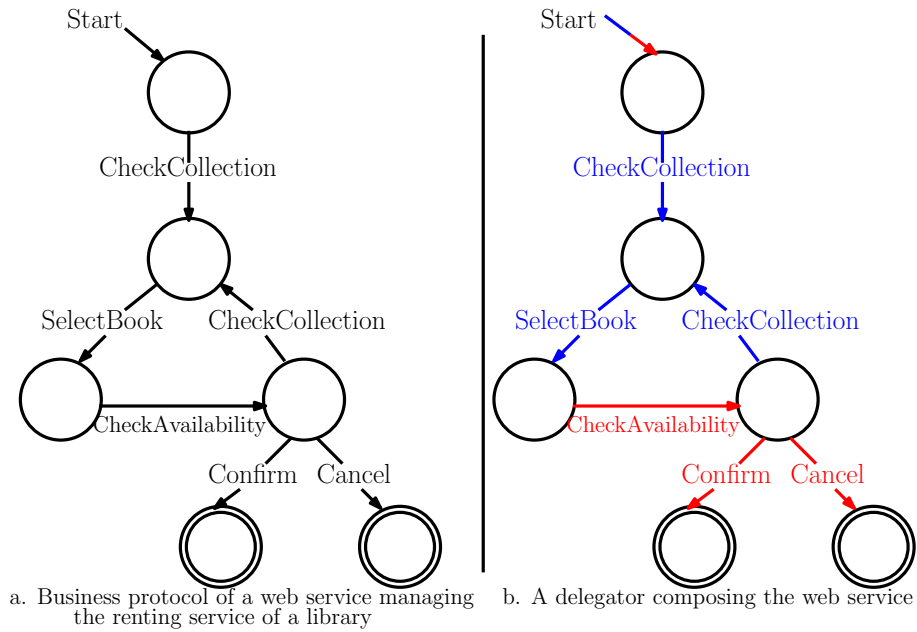 Start
CheckCollection
SelectBook
CheckCollection
CheckAvailability
Confirm
Cancel
a. Business protocol of a web service managing
the renting service of a library
Start
CheckCollection
SelectBook
CheckCollection
CheckAvailability
Confirm
Cancel
b. A delegator composing the web service